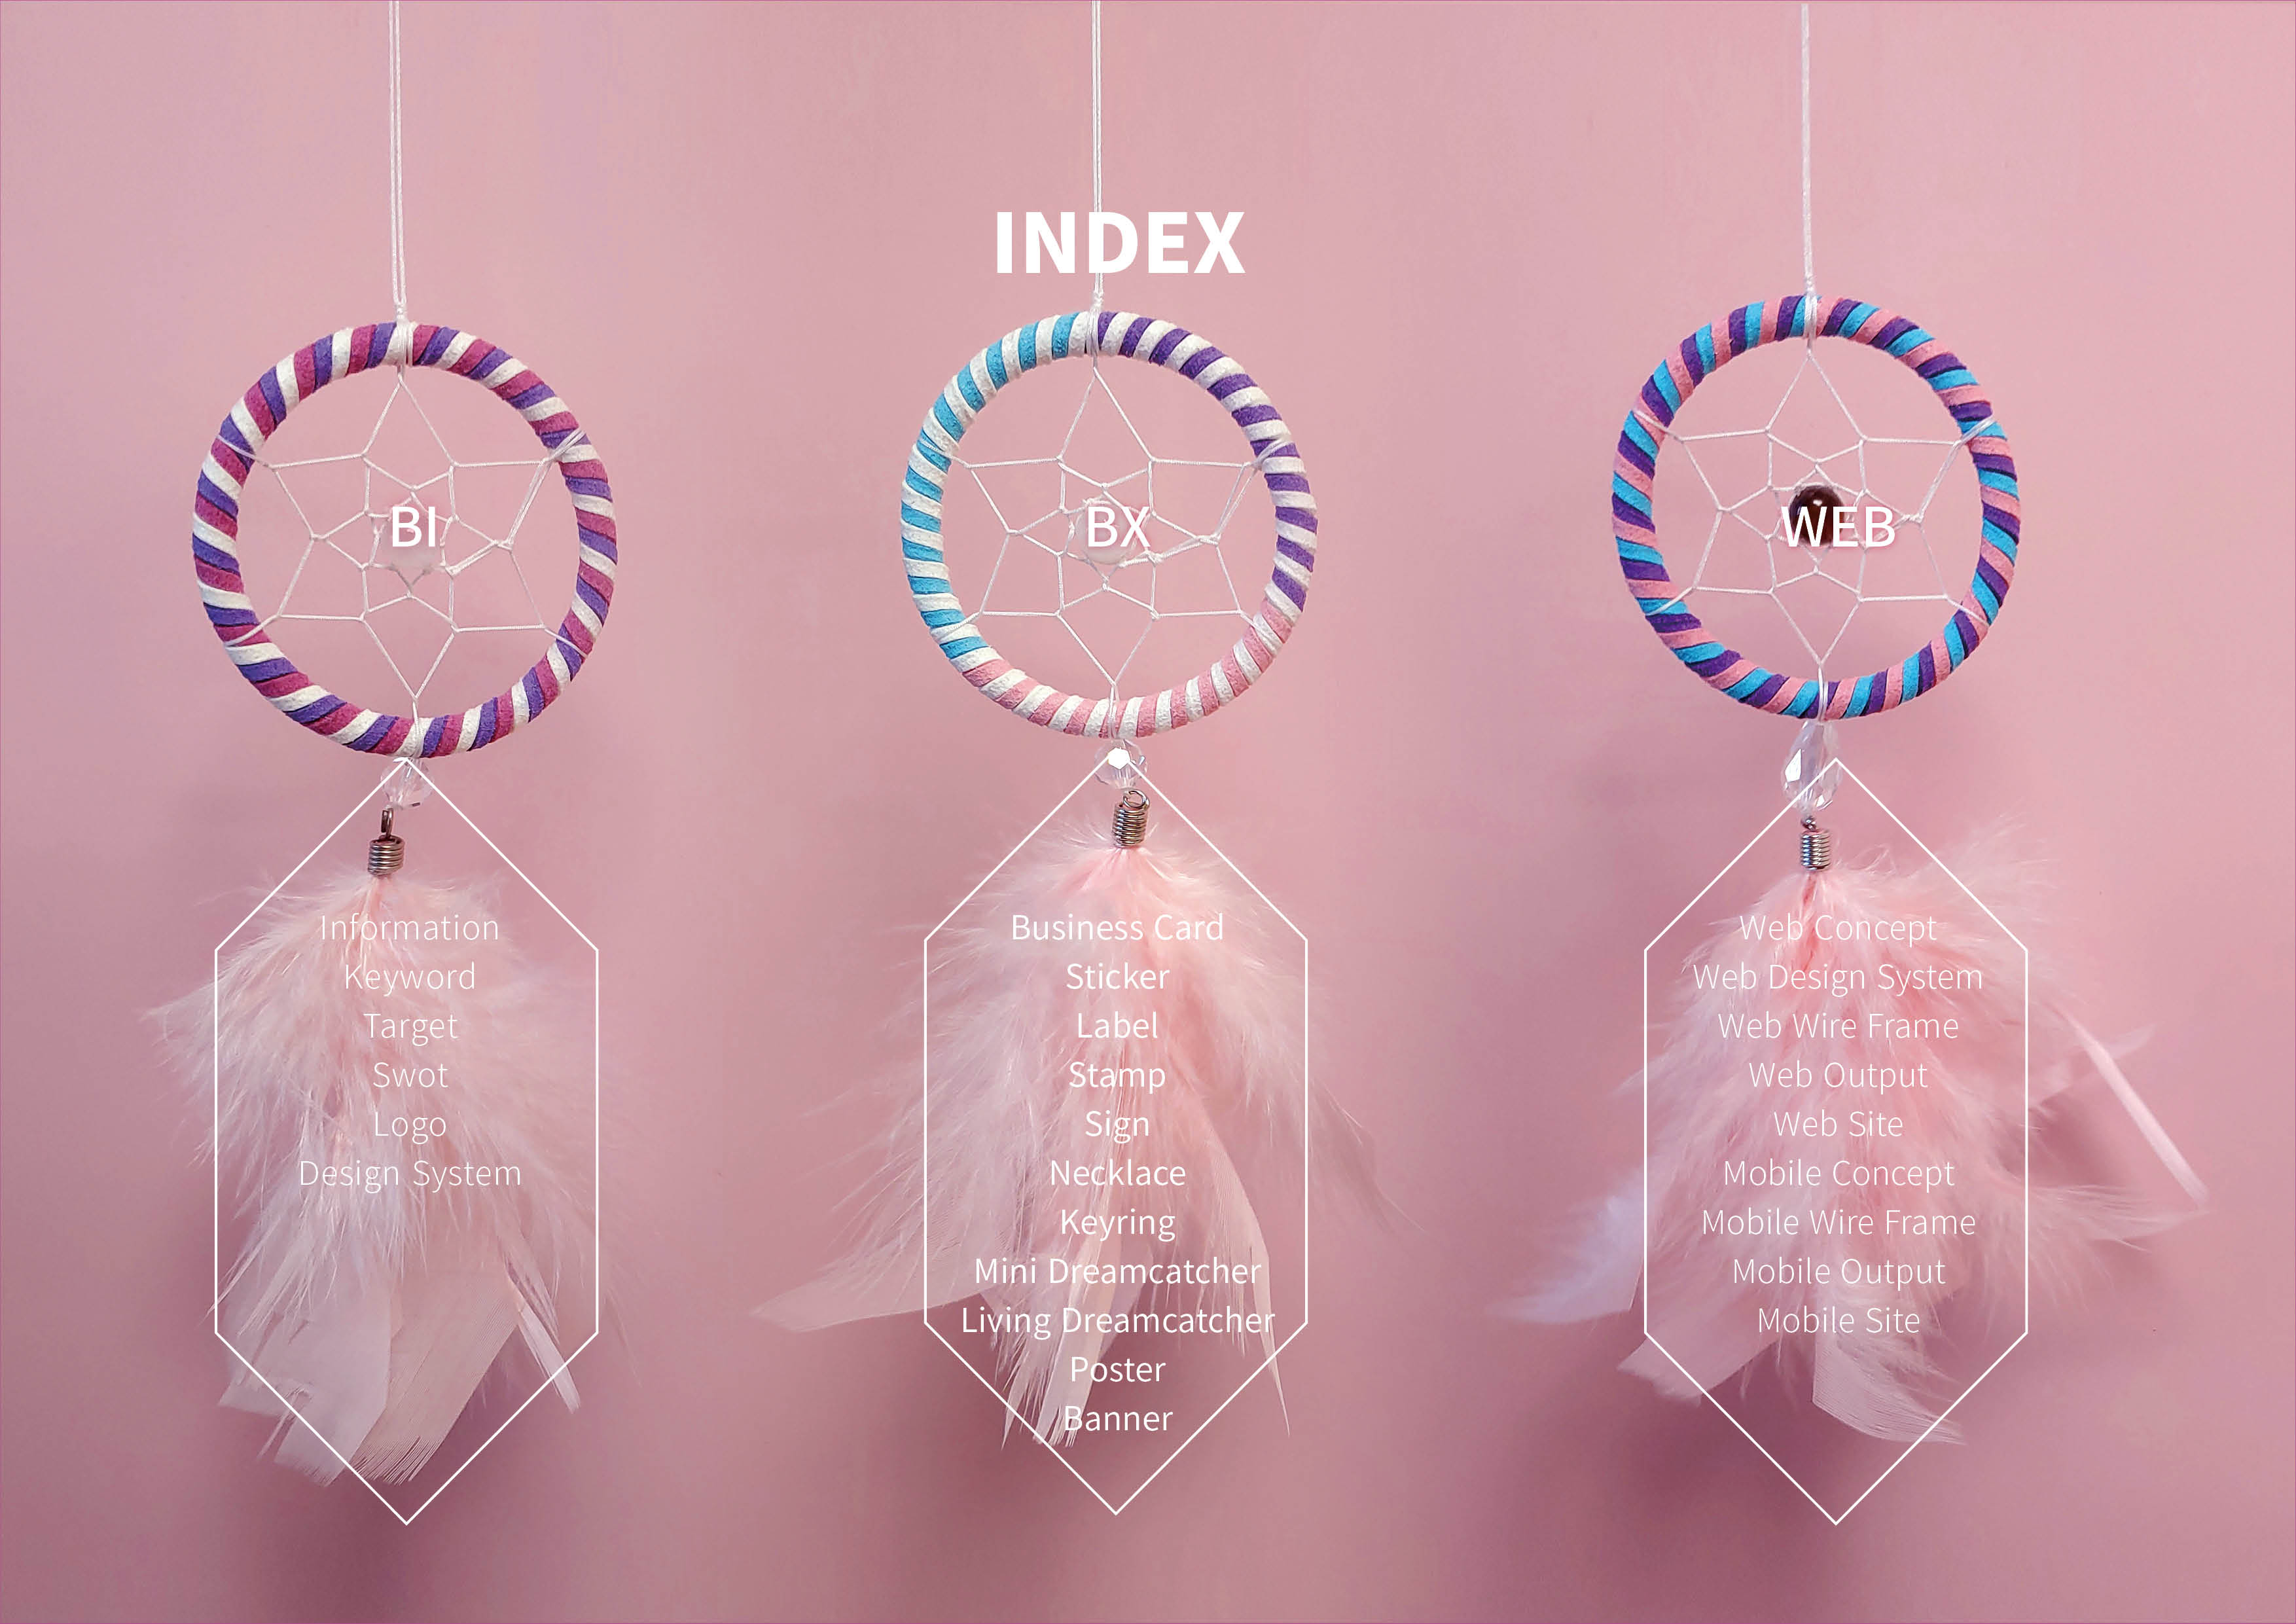 INDEX
BI
Information
Keyword
Target
Swot
Logo
Design System
BX
Business Card
Sticker
Label
Stamp
Sign
Necklace
Keyring
Mini Dreamcatcher
Living Dreamcatcher
Poster
Banner
WEB
Web Concept
Web Design System
Web Wire Frame
Web Output
Web Site
Mobile Concept
Mobile Wire Frame
Mobile Output
Mobile Site